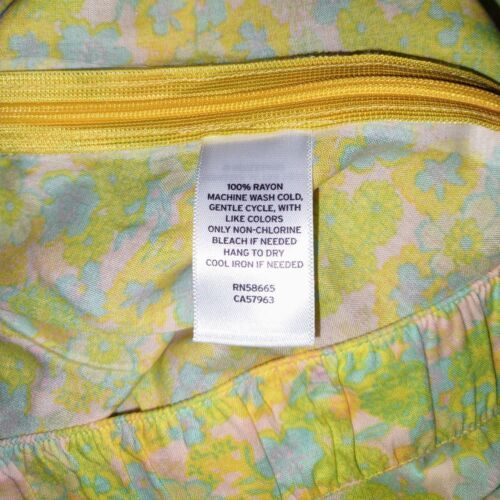 100% RAYON
MACHINE WASH COLD,
GENTLE CYCLE, WITH
LIKE COLORS
ONLY NON-CHLORINE
BLEACH IF NEEDED
HANG TO DRY
COOL IRON IF NEEDED
RN58665
CA57963